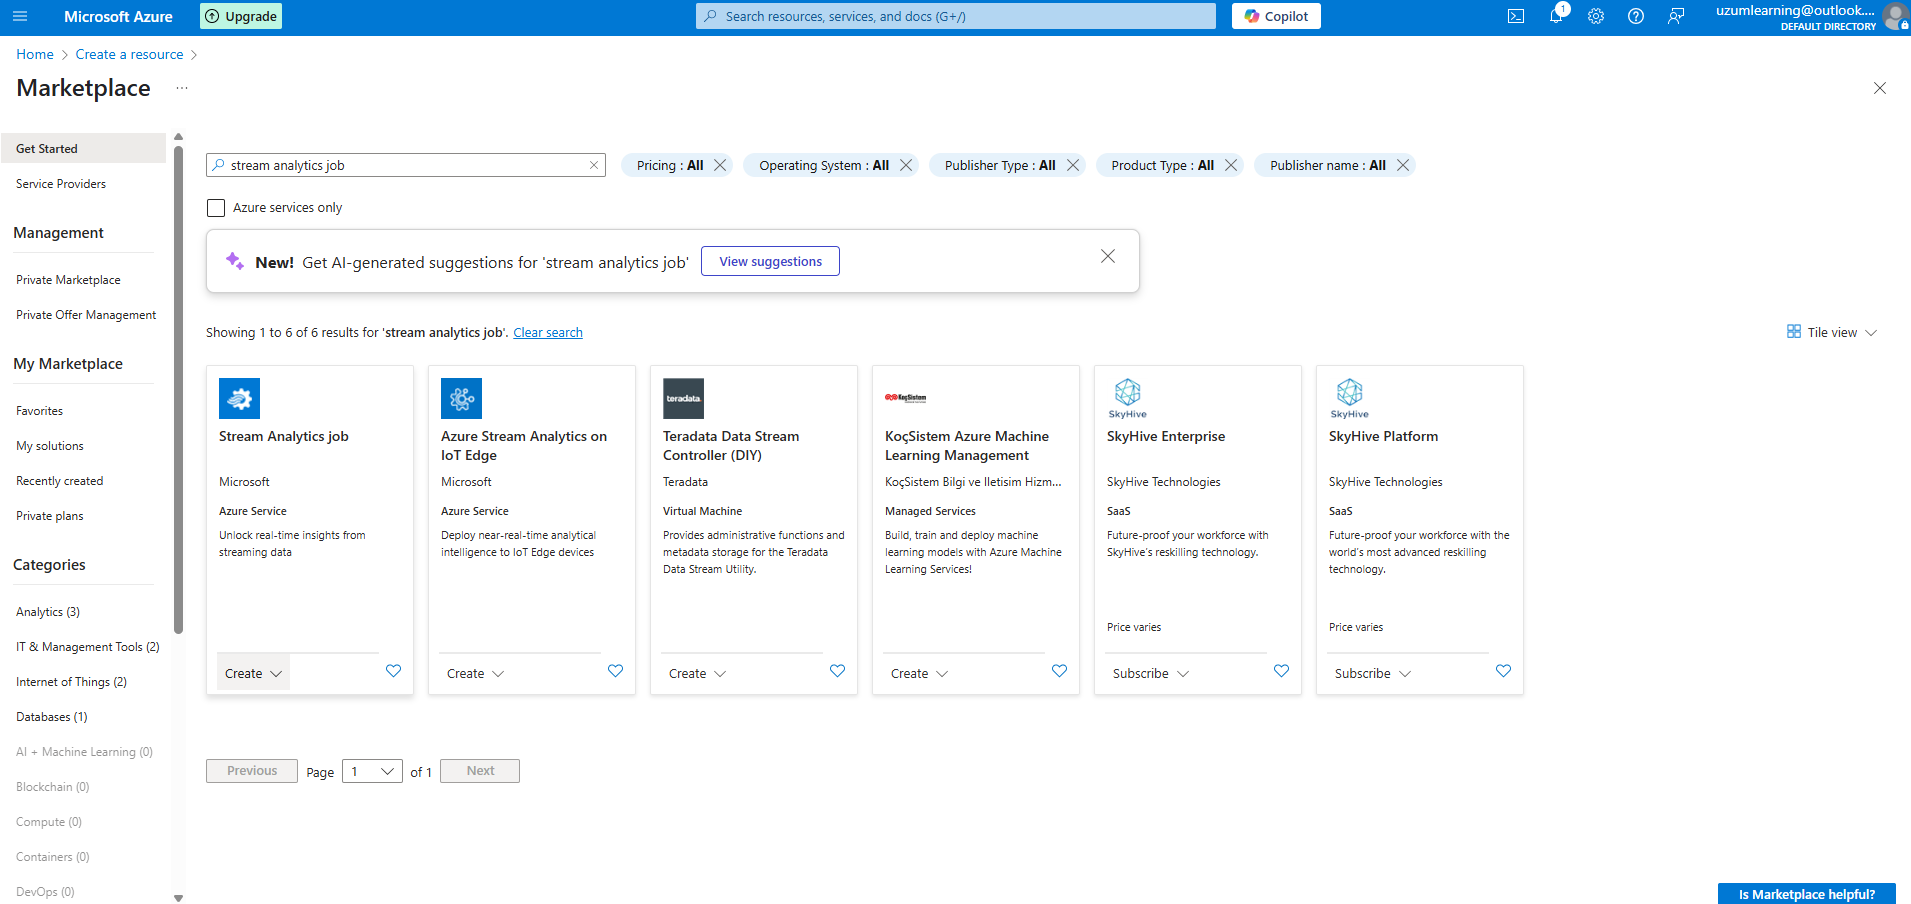 Microsoft Azure
Upgrade
Search resources, services, and docs (G+/)
Copilot
1
uzumlearning@outlook....
DEFAULT DIRECTORY
Home > Create a resource >
Marketplace ...
Get Started
Service Providers
Management
Private Marketplace
Private Offer Management
My Marketplace
Favorites
My solutions
Recently created
Private plans
Categories
Analytics (3)
IT & Management Tools (2)
Internet of Things (2)
Databases (1)
AI + Machine Learning (0)
Blockchain (0)
Compute (0)
Containers (0)
DevOps (0)
stream analytics job
Pricing : All
Operating System : All
Publisher Type : All
Product Type : All
Publisher name : All
Azure services only
New! Get AI-generated suggestions for 'stream analytics job'
View suggestions
Showing 1 to 6 of 6 results for 'stream analytics job'. Clear search
Tile view
Stream Analytics job
Microsoft
Azure Service
Unlock real-time insights from
streaming data
Create
Azure Stream Analytics on
IoT Edge
Microsoft
Azure Service
Deploy near-real-time analytical
intelligence to IoT Edge devices
Create
teradata.
Teradata Data Stream
Controller (DIY)
Teradata
Virtual Machine
Provides administrative functions and
metadata storage for the Teradata
Data Stream Utility.
Create
KoçSistem
KoçSistem Azure Machine
Learning Management
KoçSistem Bilgi ve Iletisim Hizm...
Managed Services
Build, train and deploy machine
learning models with Azure Machine
Learning Services!
Create
SkyHive
SkyHive Enterprise
SkyHive Technologies
SaaS
Future-proof your workforce with
SkyHive's reskilling technology.
Price varies
Subscribe
SkyHive
SkyHive Platform
SkyHive Technologies
SaaS
Future-proof your workforce with the
world's most advanced reskilling
technology.
Price varies
Subscribe
Previous
Page 1 of 1
Next
Is Marketplace helpful?